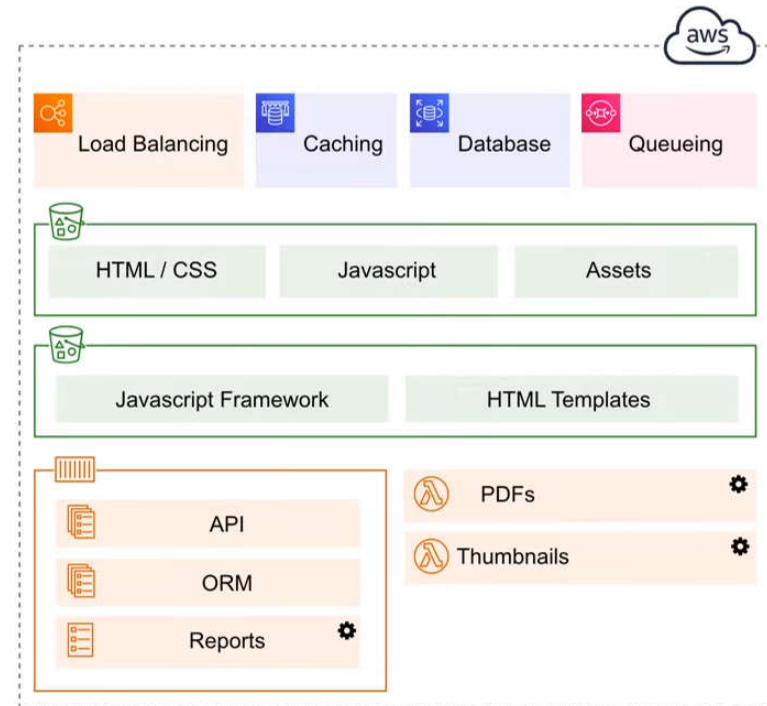 aws
Load Balancing
Caching
Database
Queueing
HTML / CSS
Javascript
Assets
Javascript Framework
HTML Templates
API
ORM
Reports
PDFs
Thumbnails